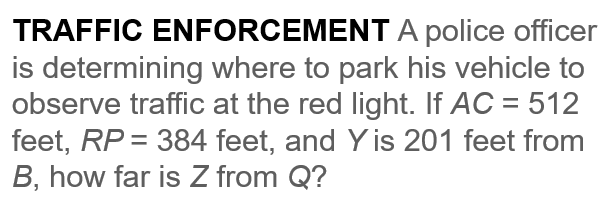 TRAFFIC ENFORCEMENT A police officer
is determining where to park his vehicle to
observe traffic at the red light. If AC = 512
feet, RP = 384 feet, and Y is 201 feet from
B, how far is Z from Q?